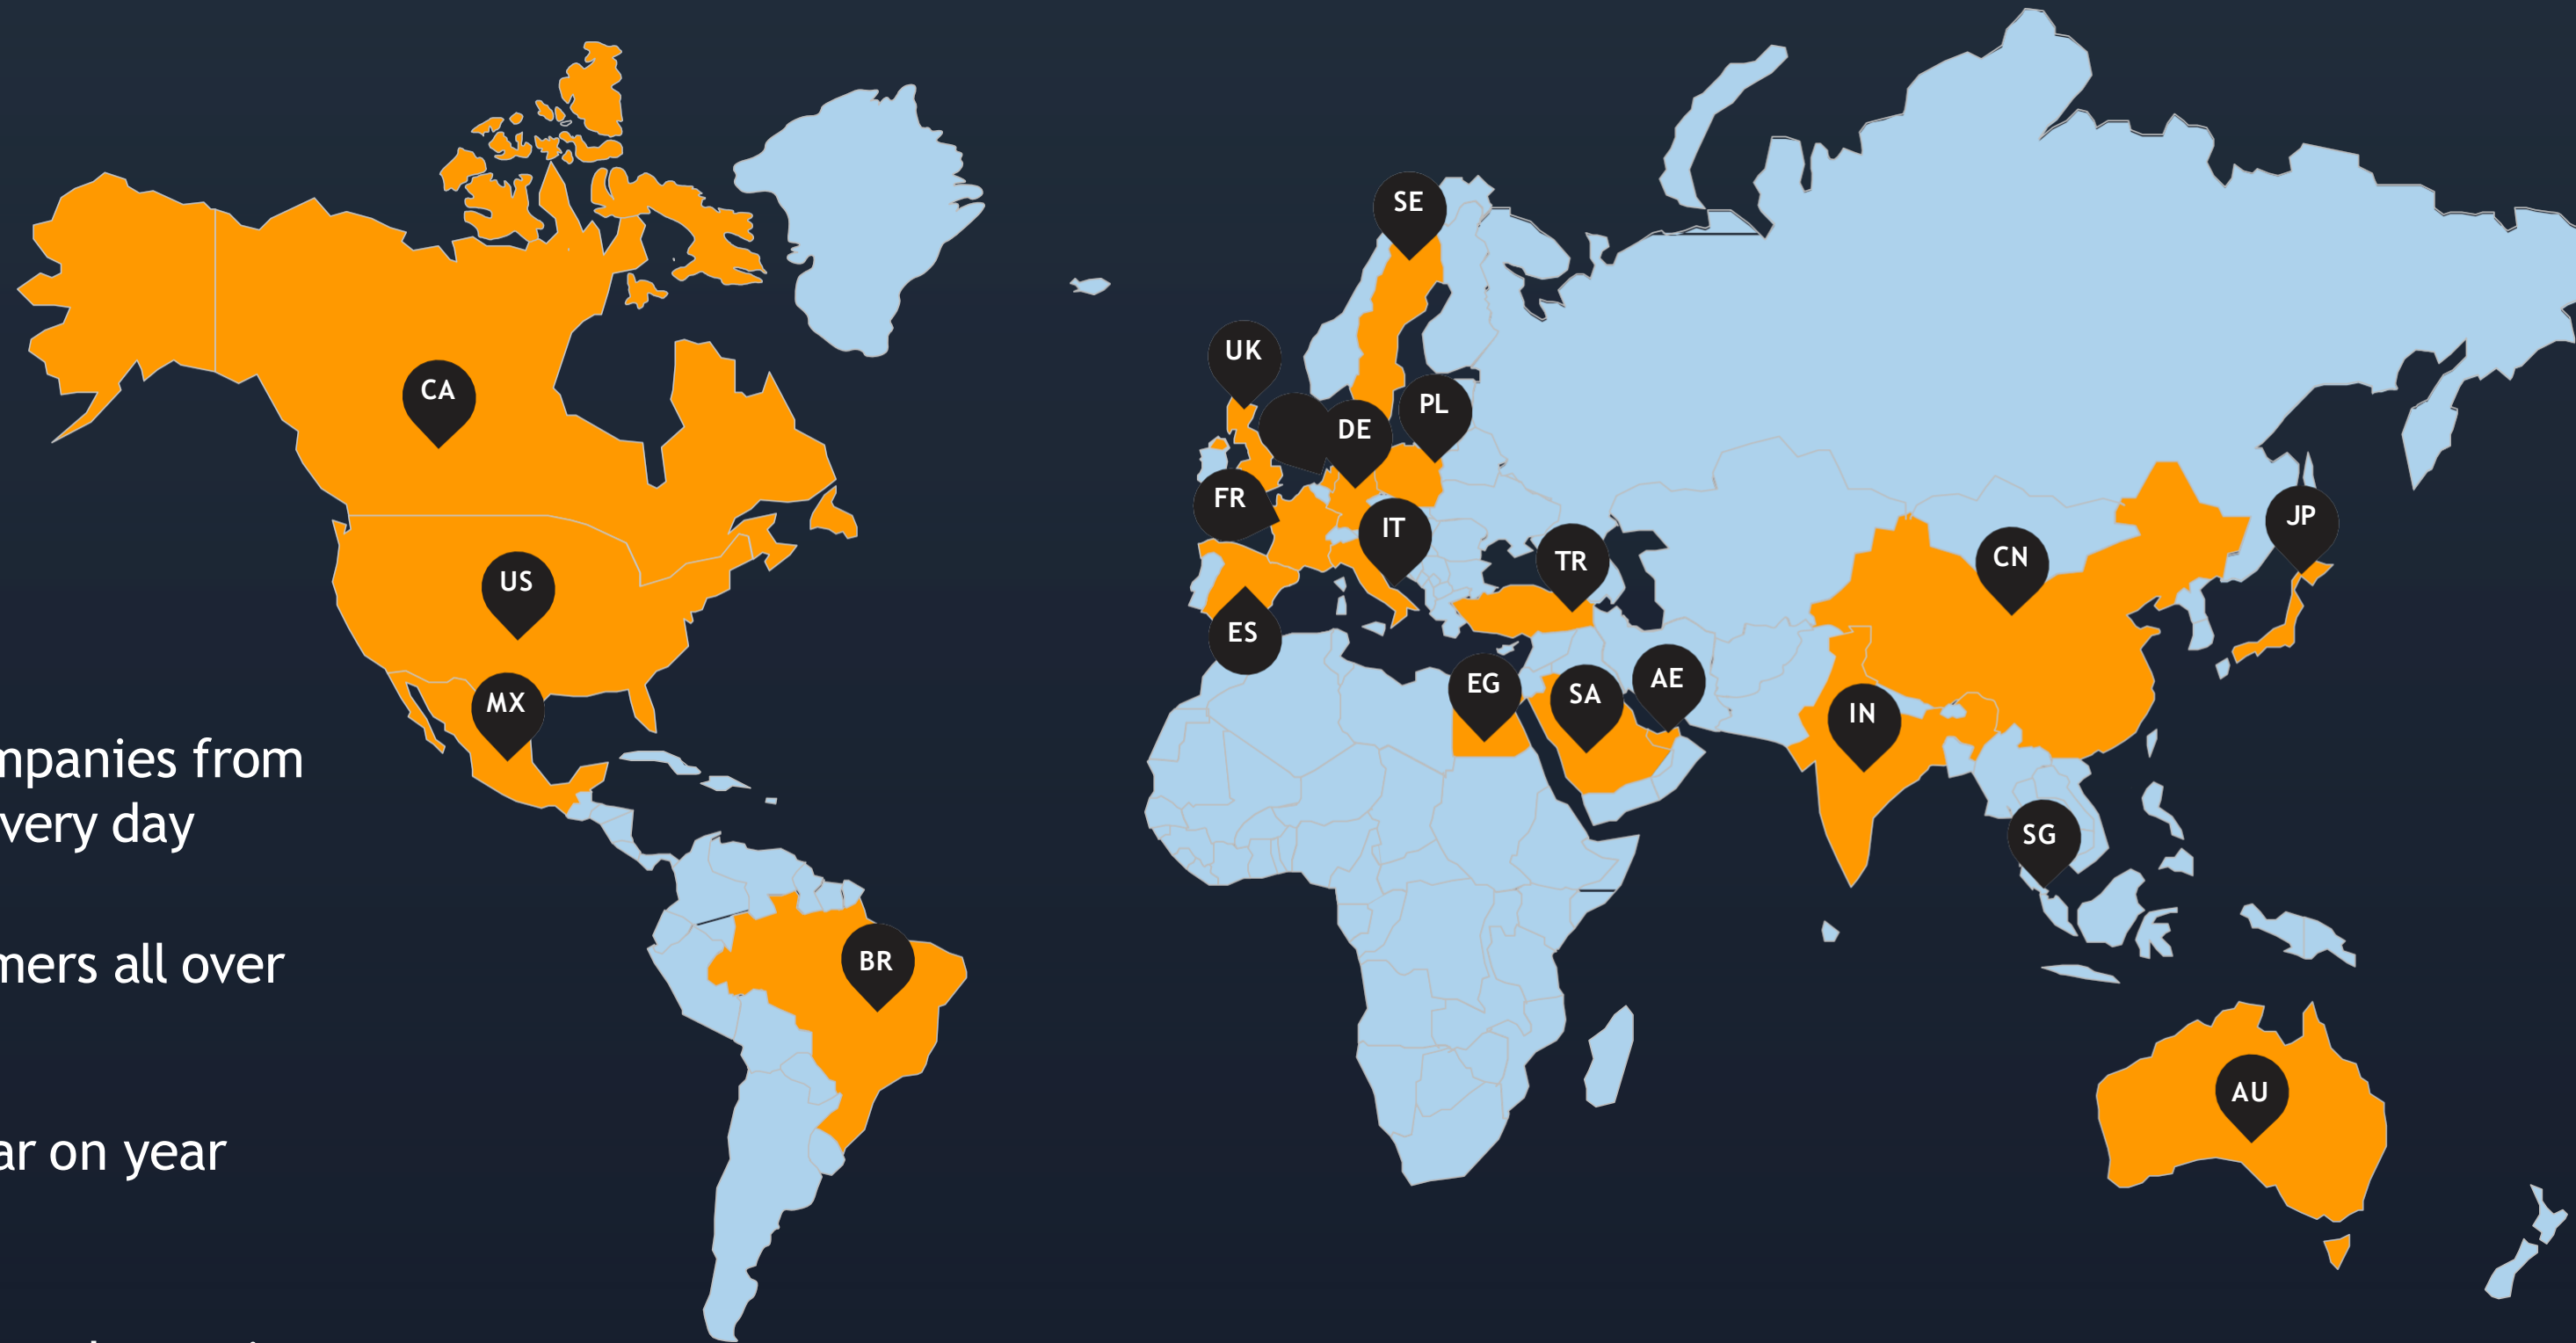 SE
UK
CA
PL
DE
FR
JP
IT
CN
TR
US
ES
AE
EG
SA
MX
IN
mpanies from
very day
SG
BR
mers all over
AU
ar on year